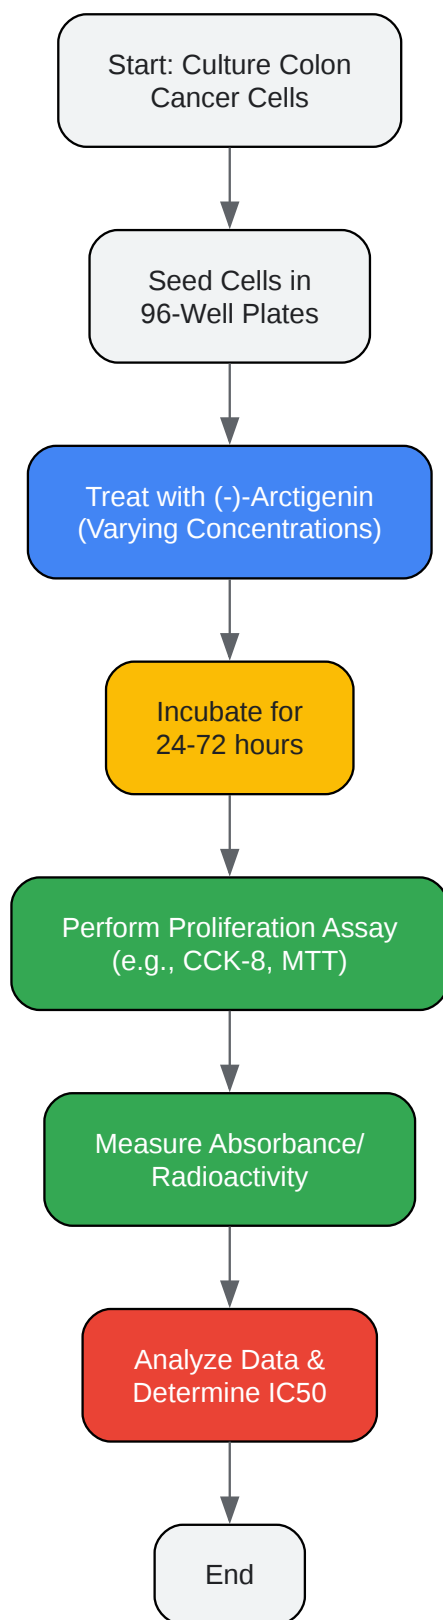 Start: Culture Colon
Cancer Cells
Seed Cells in
96-Well Plates
Treat with (-)-Arctigenin
(Varying Concentrations)
Incubate for
24-72 hours
Perform Proliferation Assay
(e.g., CCK-8, MTT)
Measure Absorbance/
Radioactivity
Analyze Data &
Determine IC50
End